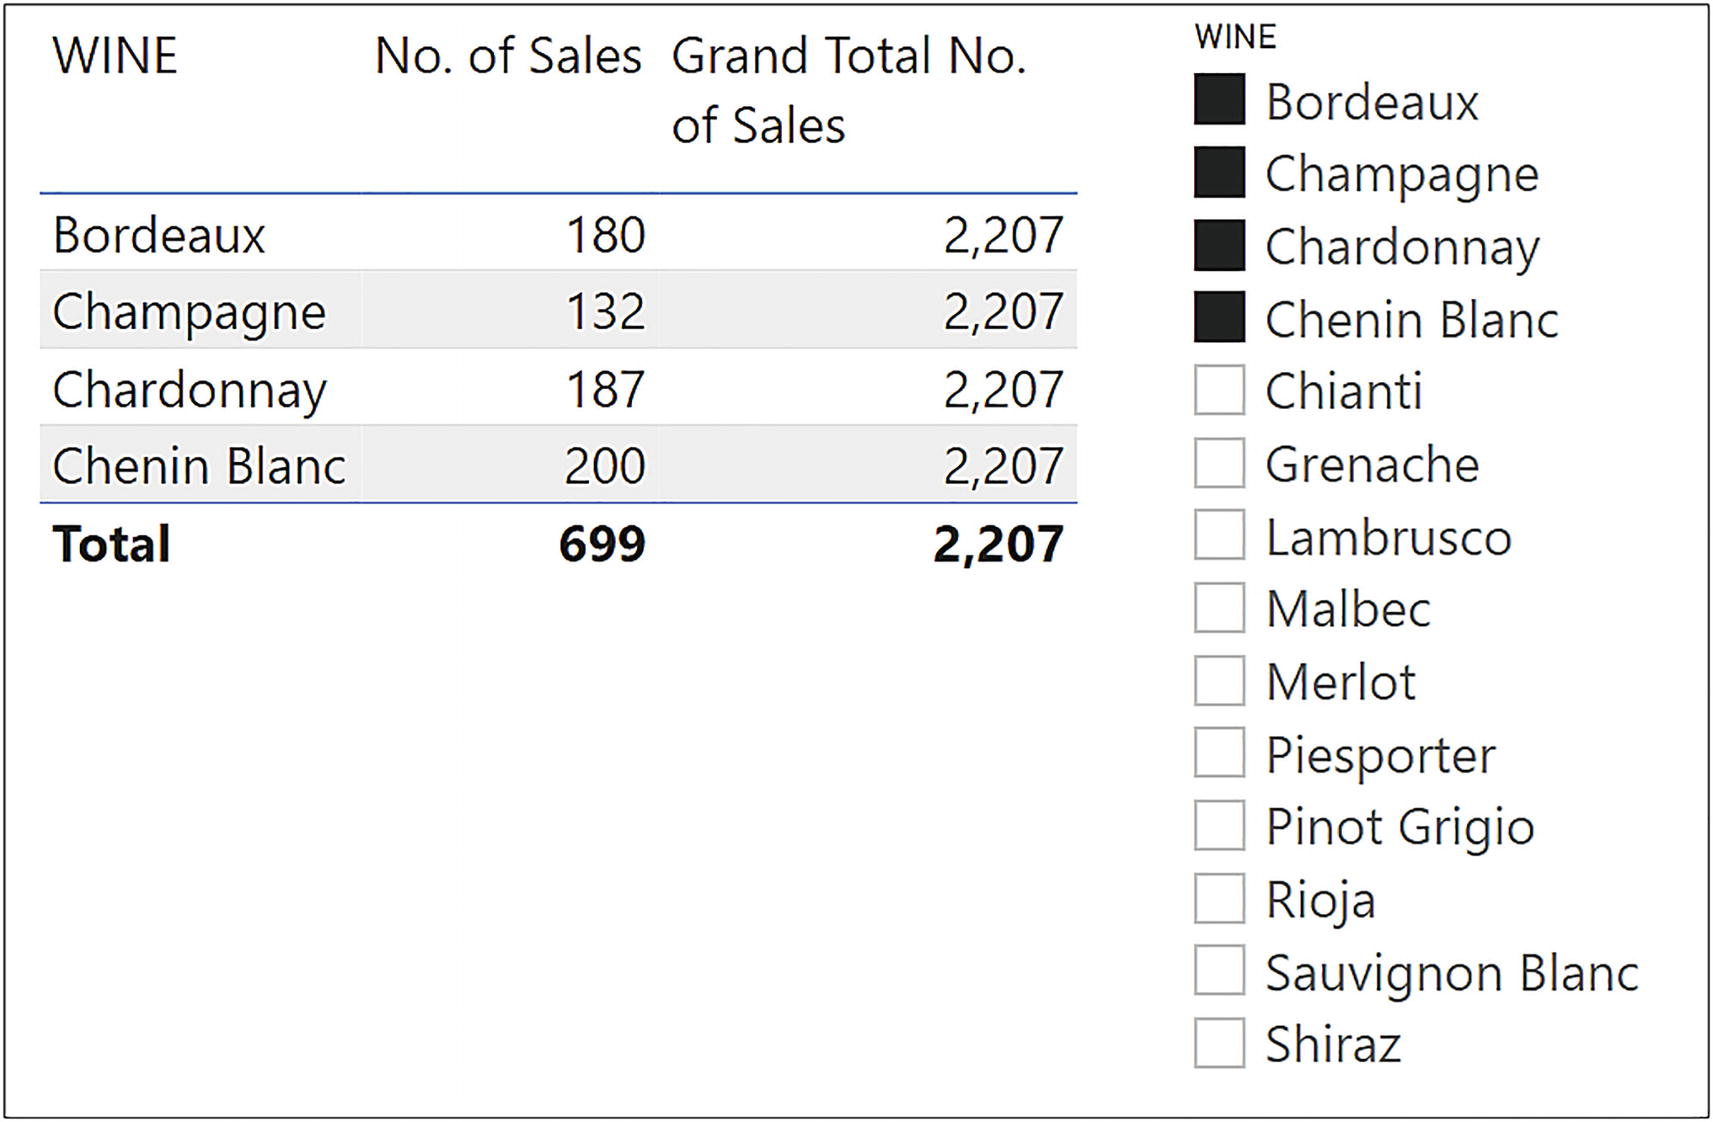 WINE No. of Sales Grand Total No.
of Sales
Bordeaux 180 2,207
Champagne 132 2,207
Chardonnay 187 2,207
Chenin Blanc 200 2,207
Total 699 2,207
WINE
Bordeaux
Champagne
Chardonnay
Chenin Blanc
Chianti
Grenache
Lambrusco
Malbec
Merlot
Piesporter
Pinot Grigio
Rioja
Sauvignon Blanc
Shiraz